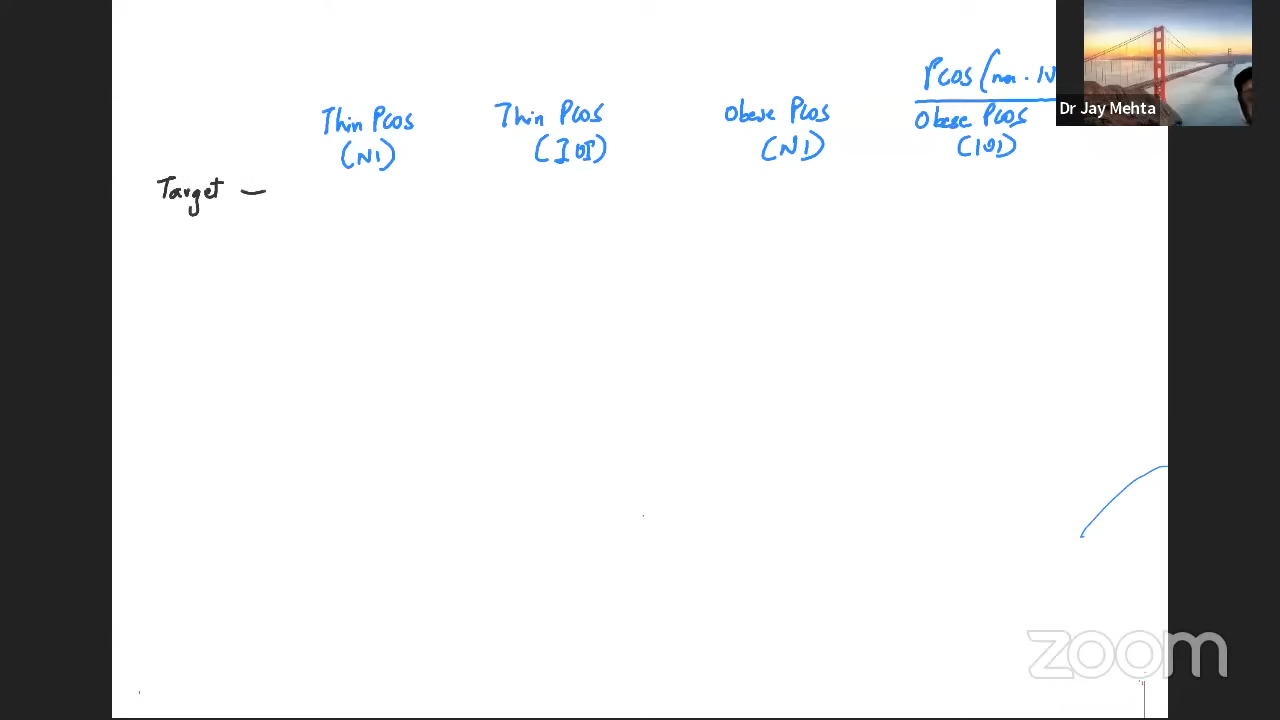 PCOS (non - IV
Dr Jay Mehta
Thin PCOS
Thin PCOS
Obese PCOS
Obese PCOS
(NI)
(IOI)
(NI)
(IOI)
Target —
zoom